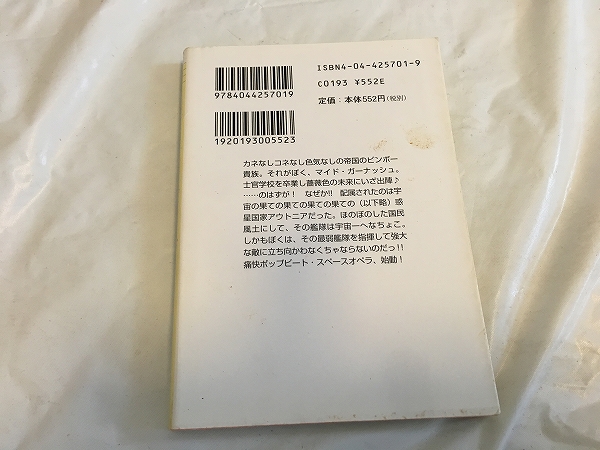 ISBN4-04-425701-9
C0193 ¥552E
定価：本体552円(税別)
9784044257019
1920193005523
カネなしコネなし色気なしの帝国のビンボー
貴族。それがぼく、マイド・ガーナッシュ。
士官学校を卒業し薔薇色の未来にいざ出陣♪
……のはずが！ なぜか!! 配属されたのは宇
宙の果ての果ての果ての果ての（以下略）惑
星国家アウトニアだった。ほのぼのした国民
風土にして、その艦隊は宇宙一へなちょこ。
しかもぼくは、その最弱艦隊を指揮して強大
な敵に立ち向かわなくちゃならないのだっ!!
痛快ポップビート・スペースオペラ、始動！